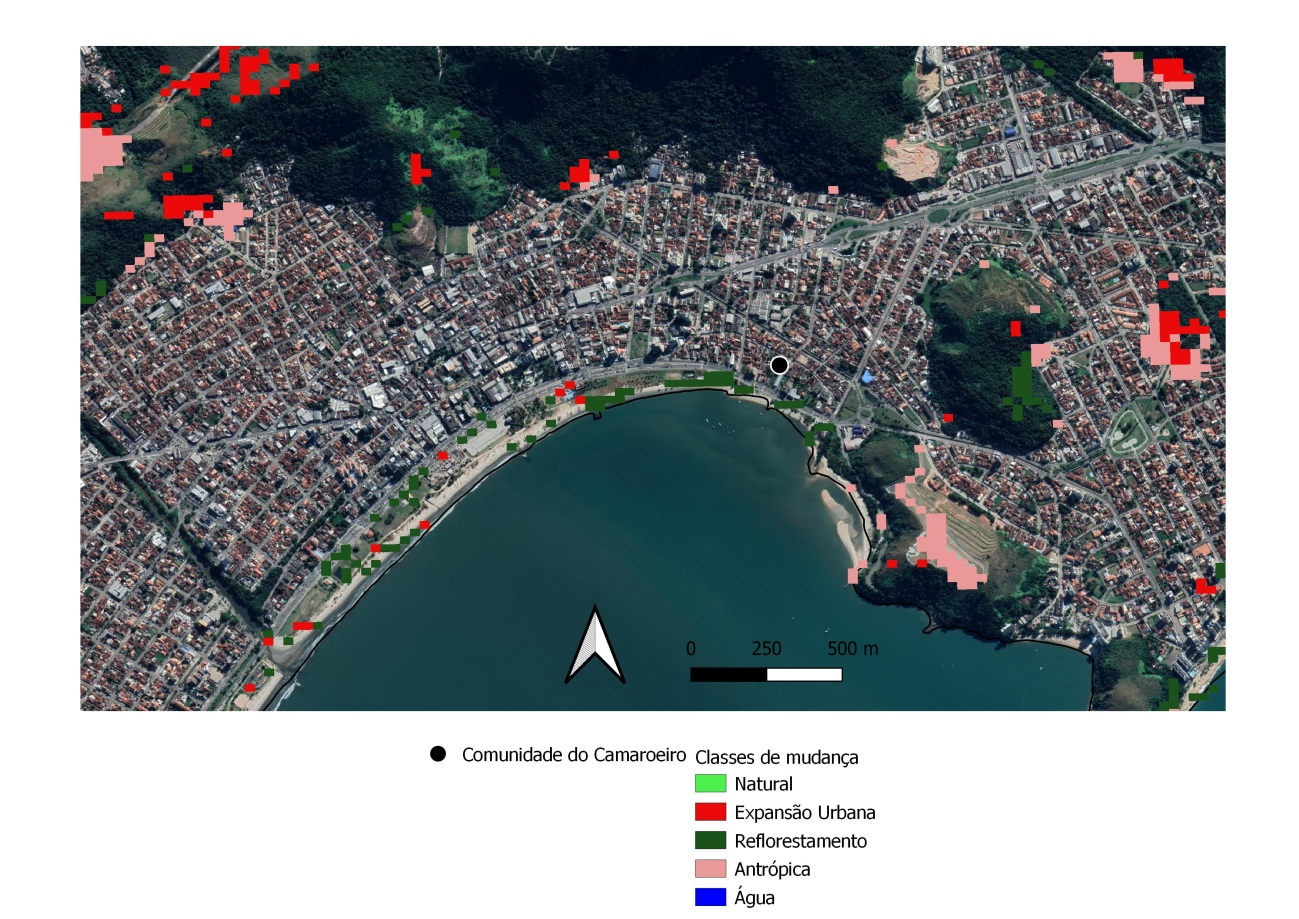 0 250 500 m
Comunidade do Camaroeiro
Classes de mudança
Natural
Expansão Urbana
Reflorestamento
Antrópica
Água